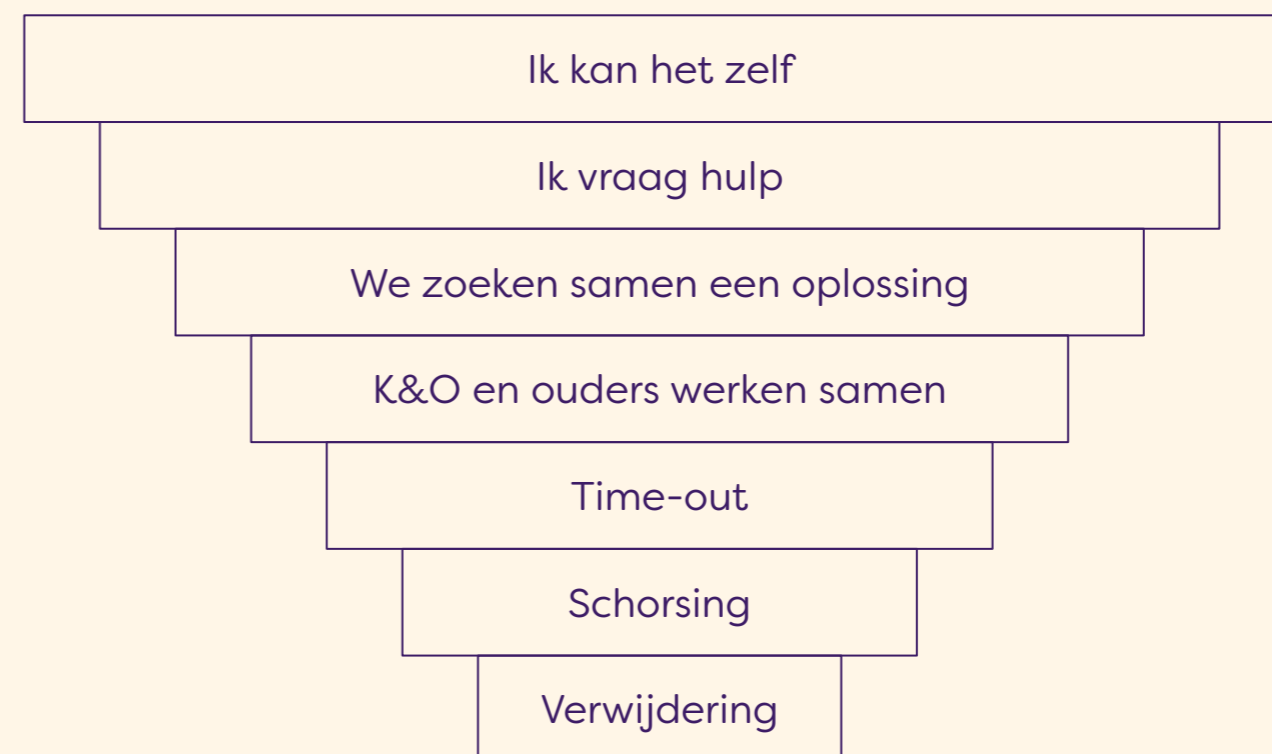 Ik kan het zelf
Ik vraag hulp
We zoeken samen een oplossing
K&O en ouders werken samen
Time-out
Schorsing
Verwijdering